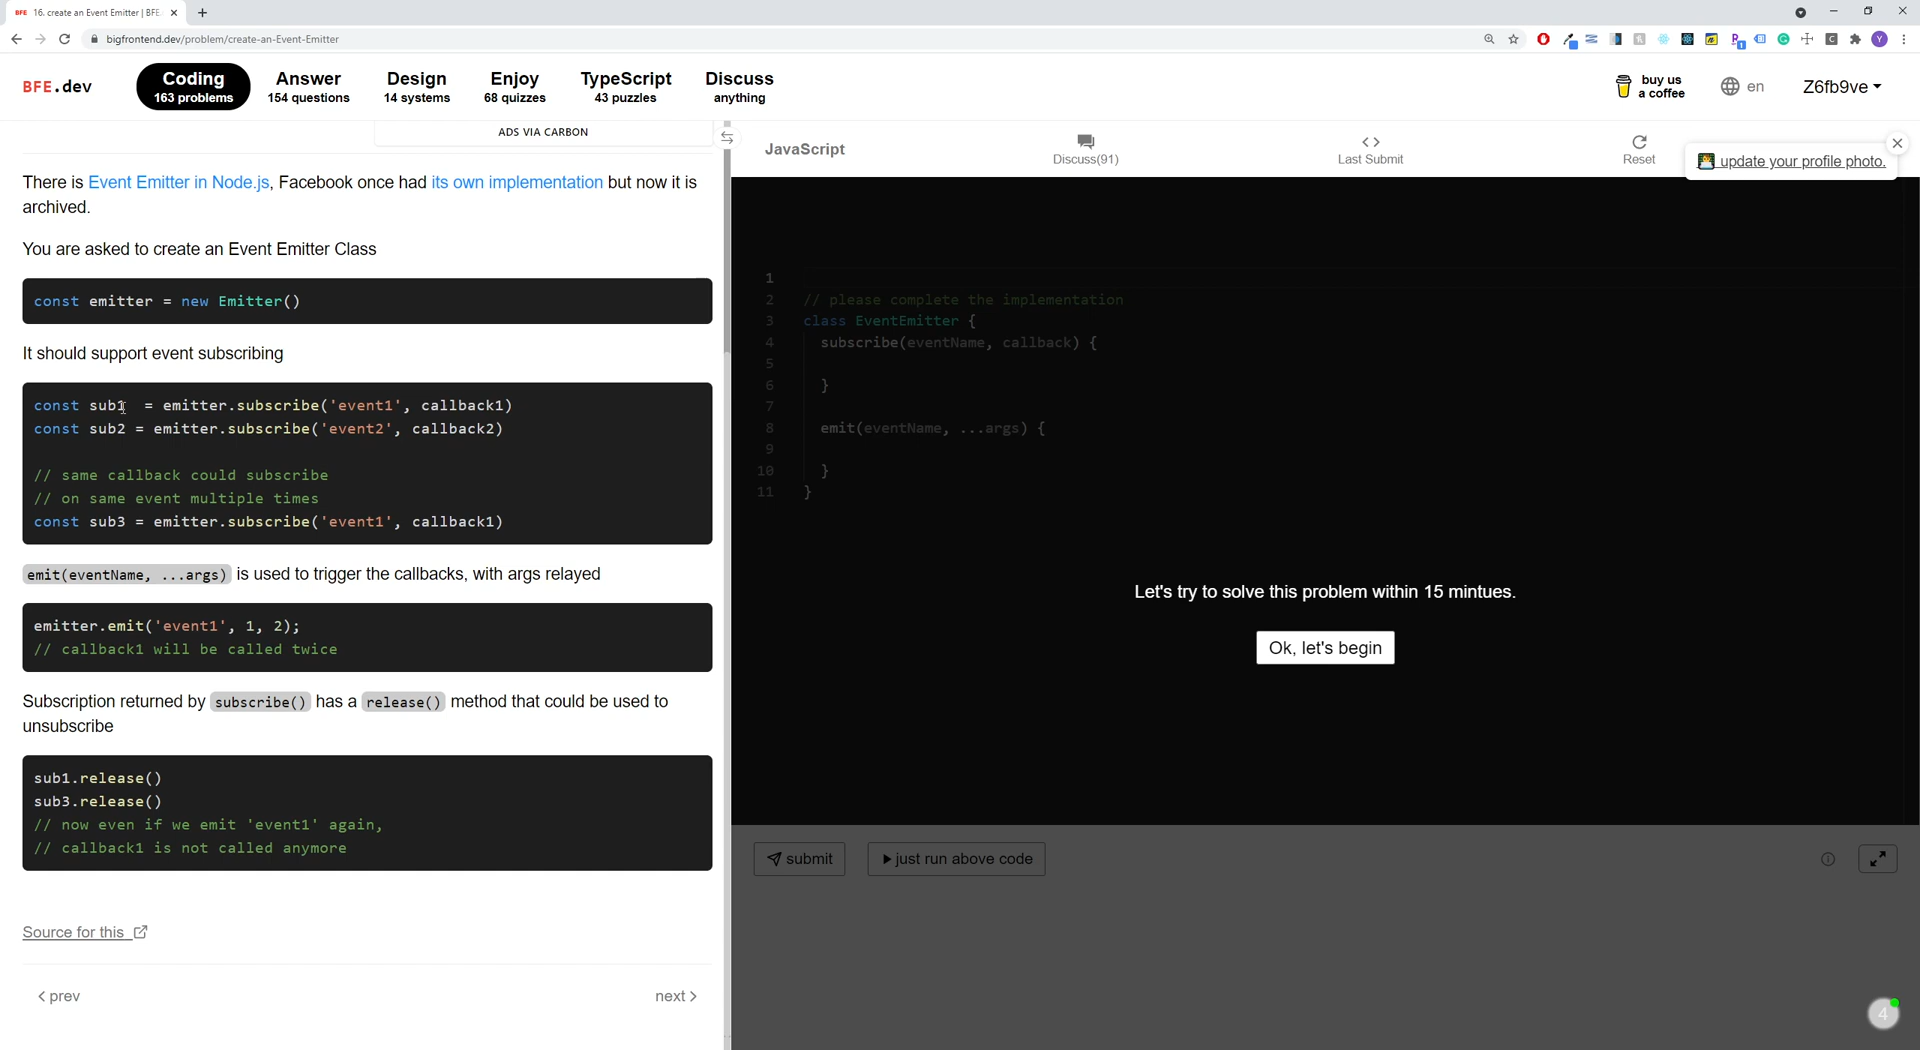 BFE 16. create an Event Emitter | BFE.
bigfrontend.dev/problem/create-an-Event-Emitter
BFE.dev
Coding
163 problems
Answer
154 questions
Design
14 systems
Enjoy
68 quizzes
TypeScript
43 puzzles
Discuss
anything
buy us
a coffee
en
Z6fb9ve
ADS VIA CARBON
There is Event Emitter in Node.js, Facebook once had its own implementation but now it is
archived.
You are asked to create an Event Emitter Class
const emitter = new Emitter()
It should support event subscribing
const sub1  = emitter.subscribe('event1', callback1)
const sub2 = emitter.subscribe('event2', callback2)
// same callback could subscribe
// on same event multiple times
const sub3 = emitter.subscribe('event1', callback1)
emit(eventName, ...args) is used to trigger the callbacks, with args relayed
emitter.emit('event1', 1, 2);
// callback1 will be called twice
Subscription returned by subscribe() has a release() method that could be used to
unsubscribe
sub1.release()
sub3.release()
// now even if we emit 'event1' again,
// callback1 is not called anymore
Source for this
prev
next
JavaScript
Discuss(91)
Last Submit
Reset
update your profile photo.
1
2 // please complete the implementation
3 class EventEmitter {
4 subscribe(eventName, callback) {
5
6 }
7
8 emit(eventName, ...args) {
9
10 }
11 }
Let's try to solve this problem within 15 mintues.
Ok, let's begin
submit
just run above code
4